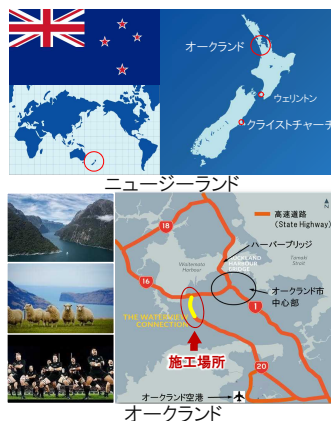 オークランド
ウェリントン
クライストチャーチ
ニュージーランド
高速道路
(State Highway)
18
ハーバーブリッジ
Waitemata
Harbour
AUCKLAND
HARBOUR
BRIDGE
Tamaki
Strait
16
オークランド市
中心部
1
THE WATERVIEW
CONNECTION
施工場所
20
オークランド空港
オークランド